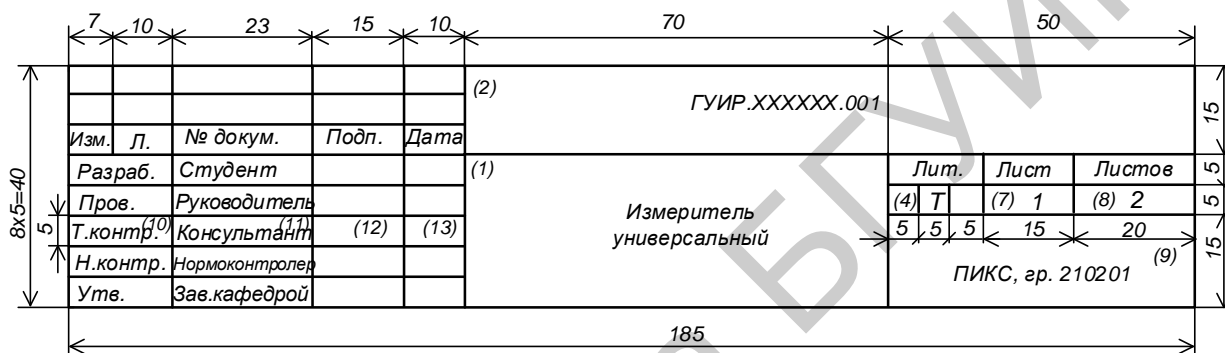 7 10 23 15 10 70 50
(2) ГУИР.XXXXXX.001 15
Изм. Л. № докум. Подп. Дата
Разраб. Студент (1) Лит. Лист Листов 5
8x5=40 Пров. Руководитель Измеритель (4) Т (7) 1 (8) 2 5
5 Т.контр. (10) Консультант (11) (12) (13) универсальный 5 5 5 15 20 15
Н.контр. Нормоконтролер (9)
ПИКС, гр. 210201
Утв. Зав.кафедрой
185
БГУИ